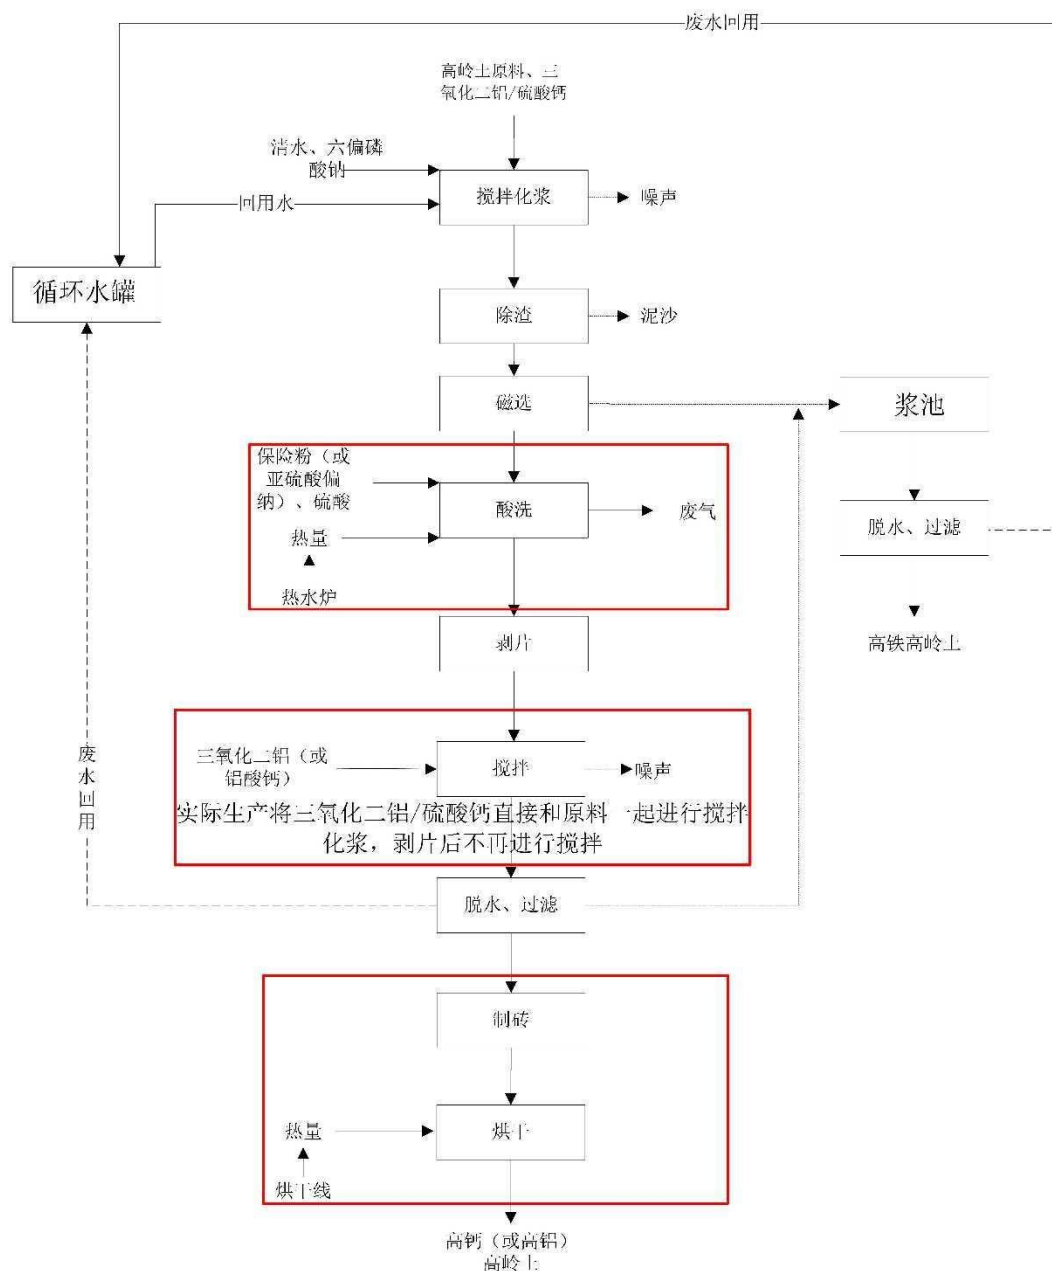 废水回用
高岭土原料、三
氧化二铝/硫酸钙
清水、六偏磷
酸钠
搅拌化浆
噪声
回用水
循环水罐
除渣
泥沙
磁选
浆池
保险粉（或
亚硫酸偏
纳）、硫酸
酸洗
废气
脱水、过滤
热量
热水炉
剥片
高铁高岭土
三氧化二铝（或
铝酸钙）
搅拌
噪声
实际生产将三氧化二铝/硫酸钙直接和原料一起进行搅拌
化浆，剥片后不再进行搅拌
废水回用
脱水、过滤
制砖
热量
烘干
烘干线
高钙（或高铝）
高岭土